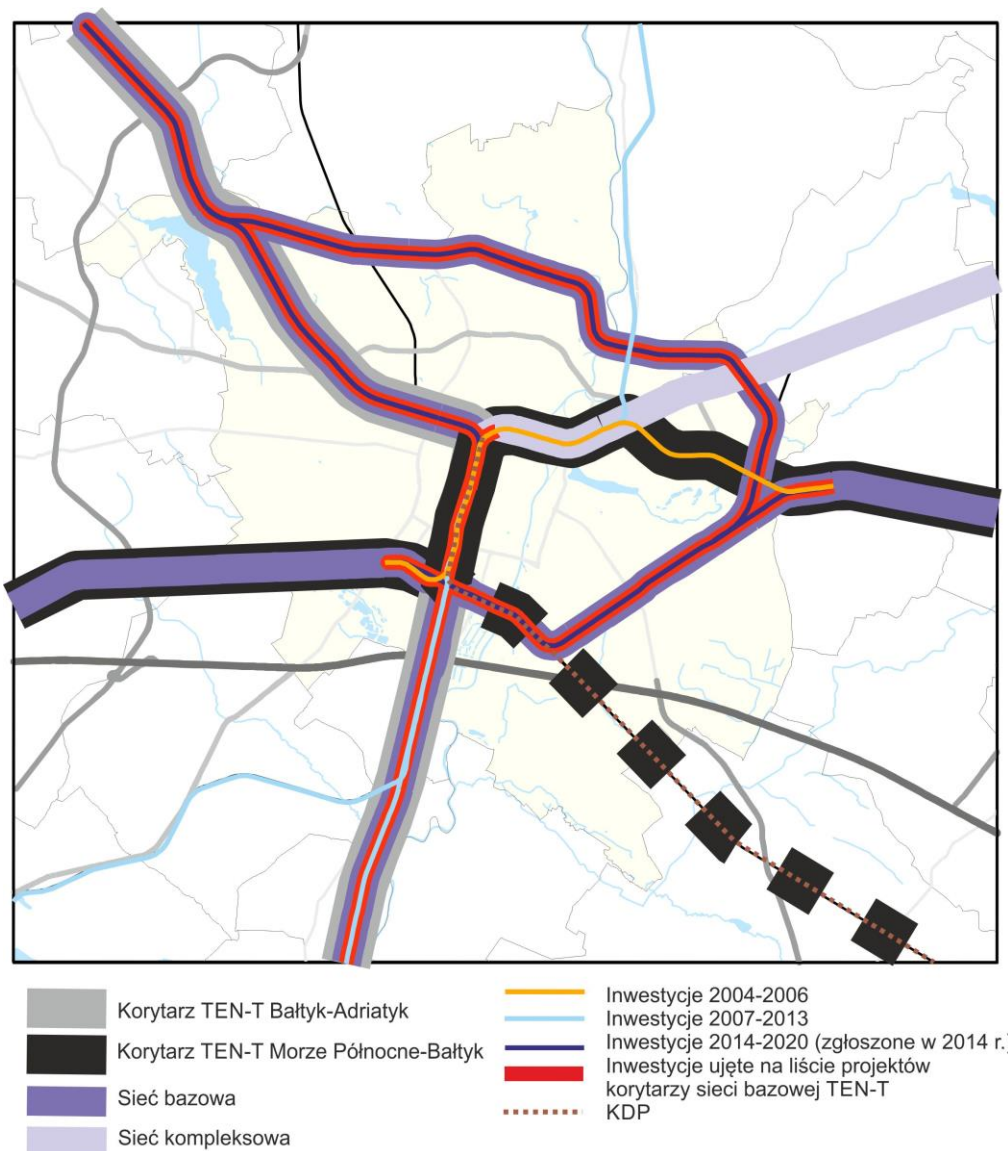 Korytarz TEN-T Bałtyk-Adriatyk
Korytarz TEN-T Morze Północne-Bałtyk
Sieć bazowa
Sieć kompleksowa
Inwestycje 2004-2006
Inwestycje 2007-2013
Inwestycje 2014-2020 (zgłoszone w 2014 r.)
Inwestycje ujęte na liście projektów
korytarzy sieci bazowej TEN-T
KDP